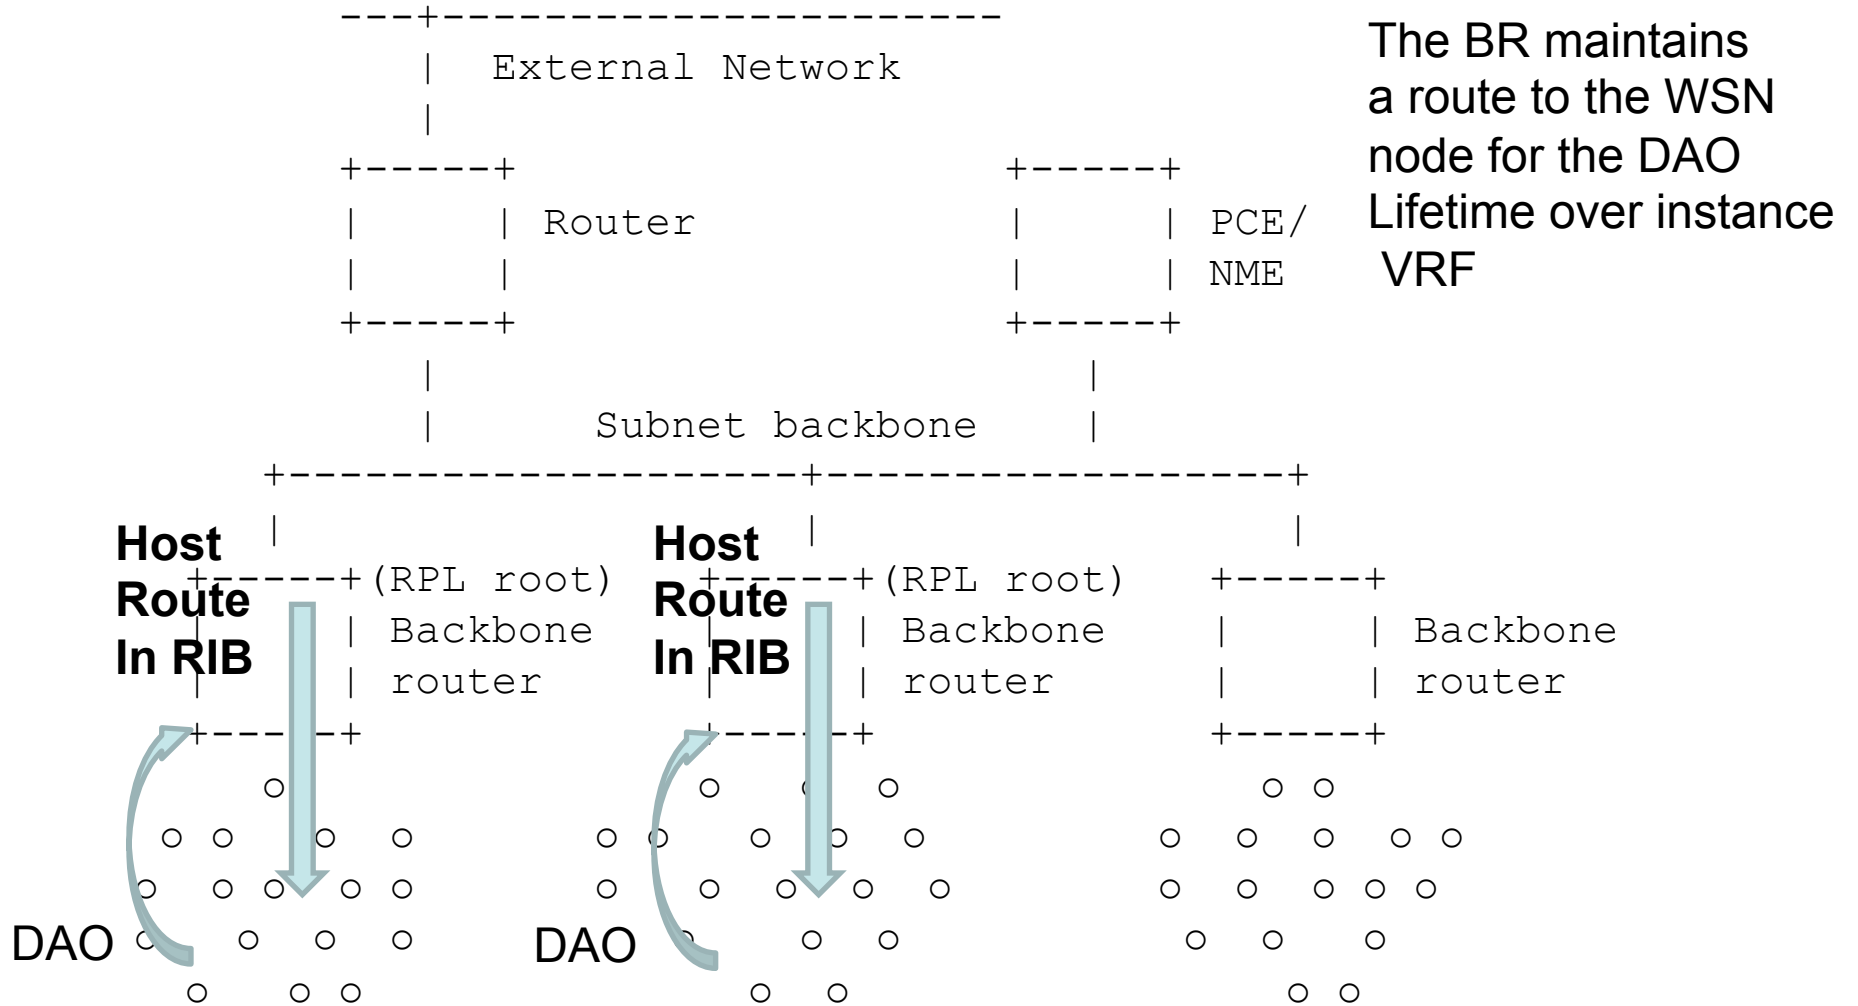 External Network
The BR maintains
a route to the WSN
node for the DAO
Lifetime over instance
VRF
Router
PCE/
NME
Subnet backbone
Host
Route
In RIB
(RPL root)
Backbone
router
Host
Route
In RIB
(RPL root)
Backbone
router
Backbone
router
DAO
DAO